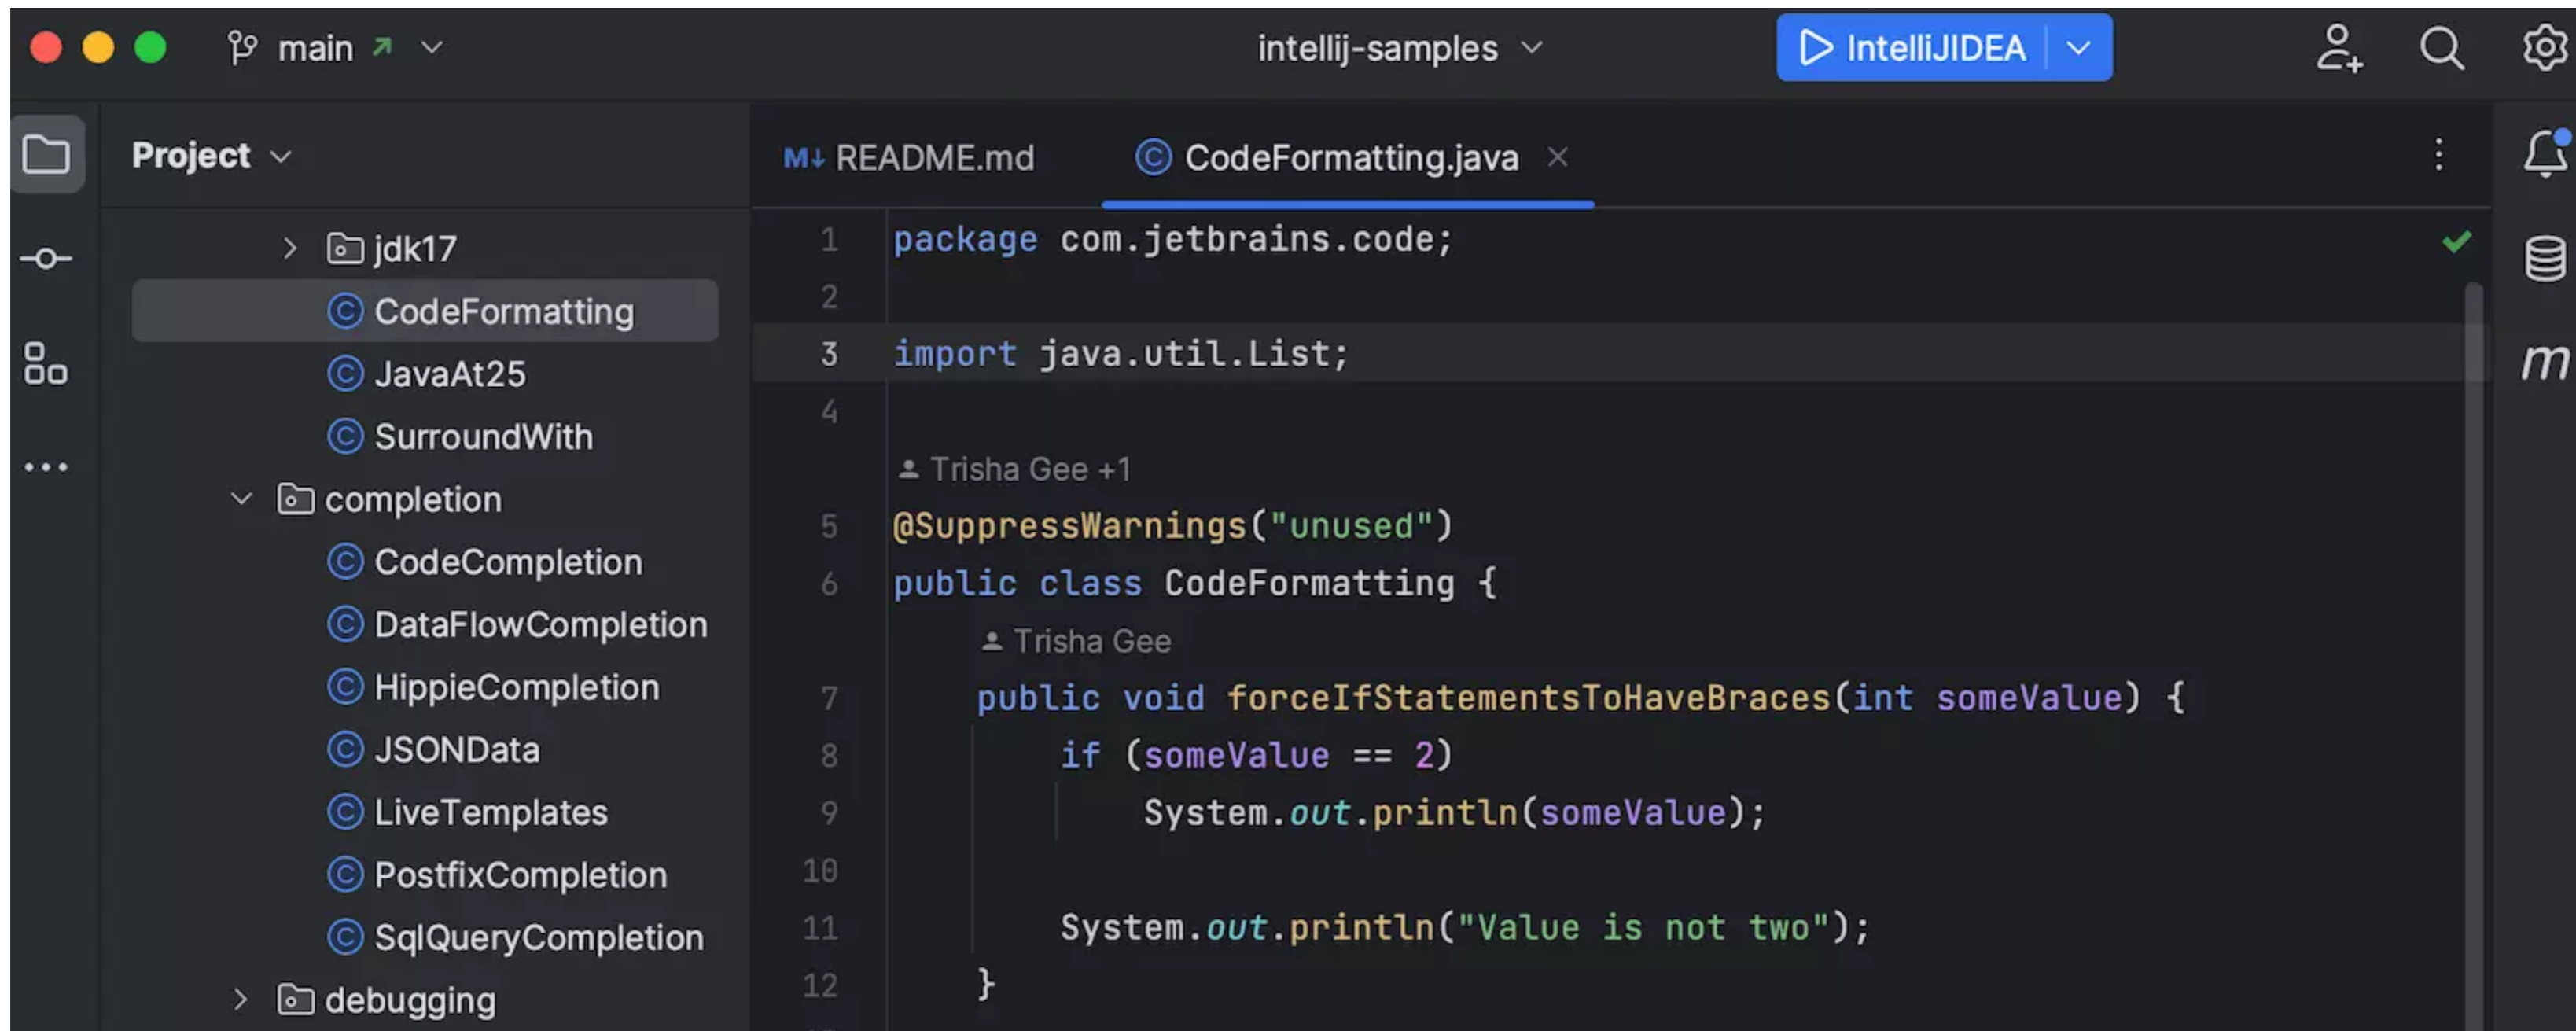 main
intellij-samples
IntelliJIDEA
Project
jdk17
CodeFormatting
JavaAt25
SurroundWith
completion
CodeCompletion
DataFlowCompletion
HippieCompletion
JSONData
LiveTemplates
PostfixCompletion
SqlQueryCompletion
debugging
M↓ README.md
C CodeFormatting.java
1 package com.jetbrains.code;
2
3 import java.util.List;
4
Trisha Gee +1
5 @SuppressWarnings("unused")
6 public class CodeFormatting {
Trisha Gee
7 public void forceIfStatementsToHaveBraces(int someValue) {
8 if (someValue == 2)
9 System.out.println(someValue);
10
11 System.out.println("Value is not two");
12 }
m